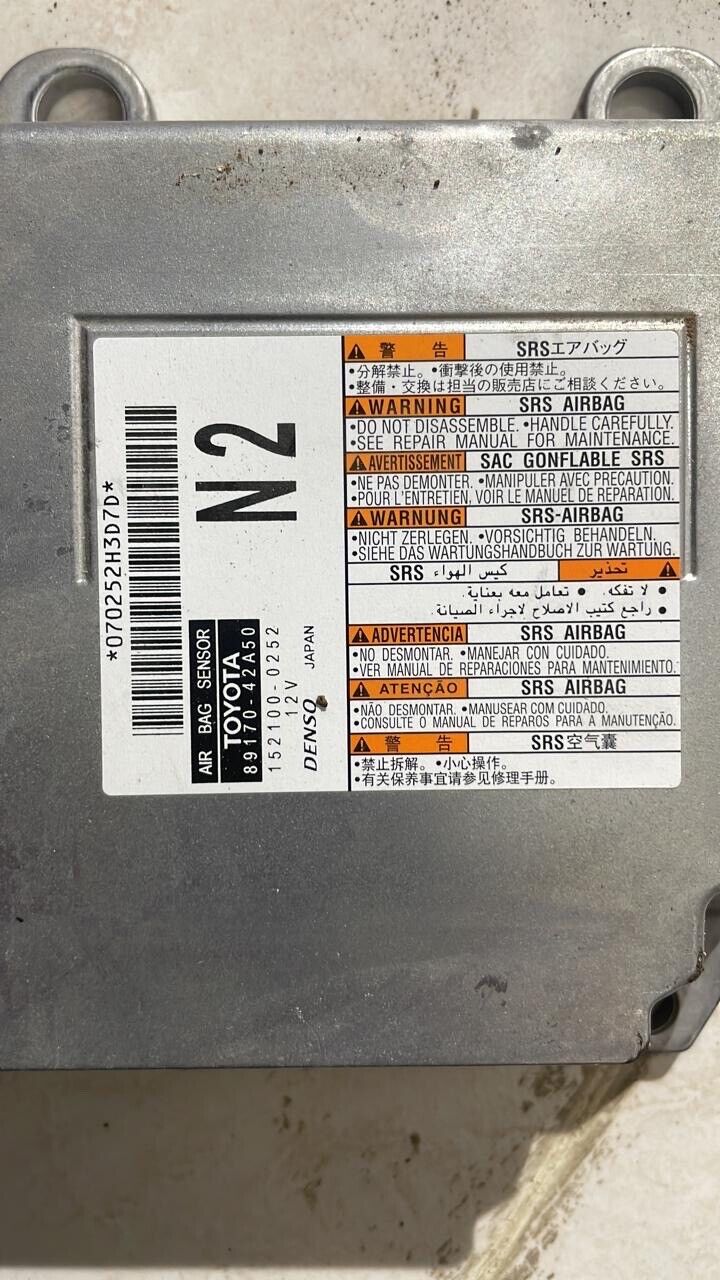 *070252H3D7D*
N2
AIR BAG SENSOR
TOYOTA
89170-42A50
152100-0252
12V
DENSO JAPAN
警 告 SRSエアバッグ
•分解禁止。•衝撃後の使用禁止。
•整備・交換は担当の販売店にご相談ください。
WARNING SRS AIRBAG
•DO NOT DISASSEMBLE. •HANDLE CAREFULLY.
•SEE REPAIR MANUAL FOR MAINTENANCE.
AVERTISSEMENT SAC GONFLABLE SRS
•NE PAS DEMONTER. •MANIPULER AVEC PRECAUTION.
•POUR L'ENTRETIEN, VOIR LE MANUEL DE REPARATION.
WARNUNG SRS-AIRBAG
•NICHT ZERLEGEN. •VORSICHTIG BEHANDELN.
•SIEHE DAS WARTUNGSHANDBUCH ZUR WARTUNG.
تحذير كيس الهواء SRS
• لا تفكه. • تعامل معه بعناية.
• راجع كتيب الاصلاح لاجراء الصيانة.
ADVERTENCIA SRS AIRBAG
•NO DESMONTAR. •MANEJAR CON CUIDADO.
•VER MANUAL DE REPARACIONES PARA MANTENIMIENTO.
ATENÇÃO SRS AIRBAG
•NÃO DESMONTAR. •MANUSEAR COM CUIDADO.
•CONSULTE O MANUAL DE REPAROS PARA A MANUTENÇÃO.
警 告 SRS空气囊
•禁止拆解。•小心操作。
•有关保养事宜请参见修理手册。